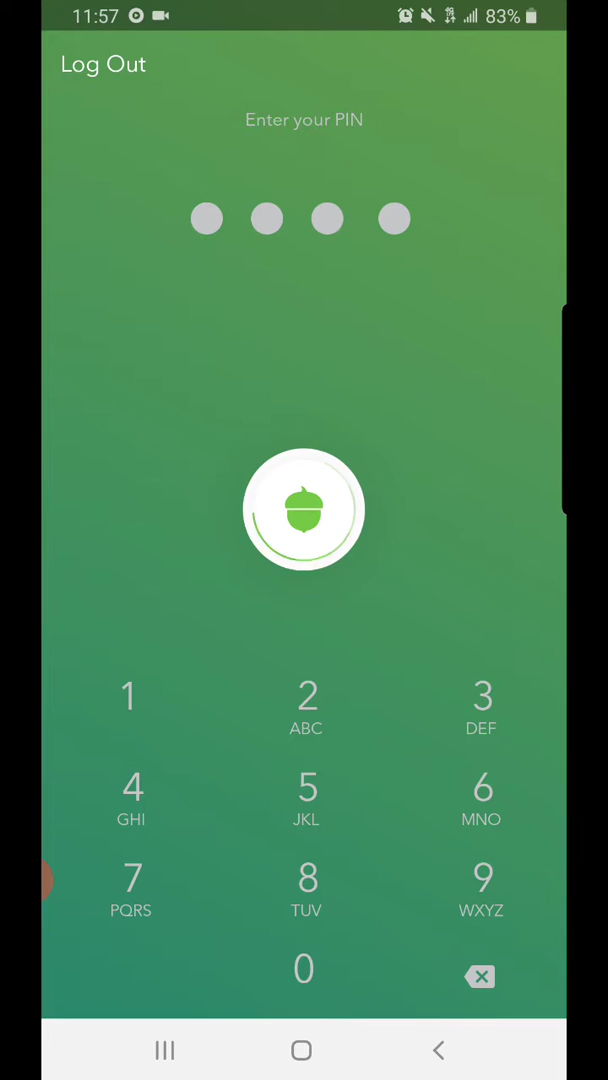 11:57 83%
Log Out
Enter your PIN
1 2 3
ABC DEF
4 5 6
GHI JKL MNO
7 8 9
PQRS TUV WXYZ
0